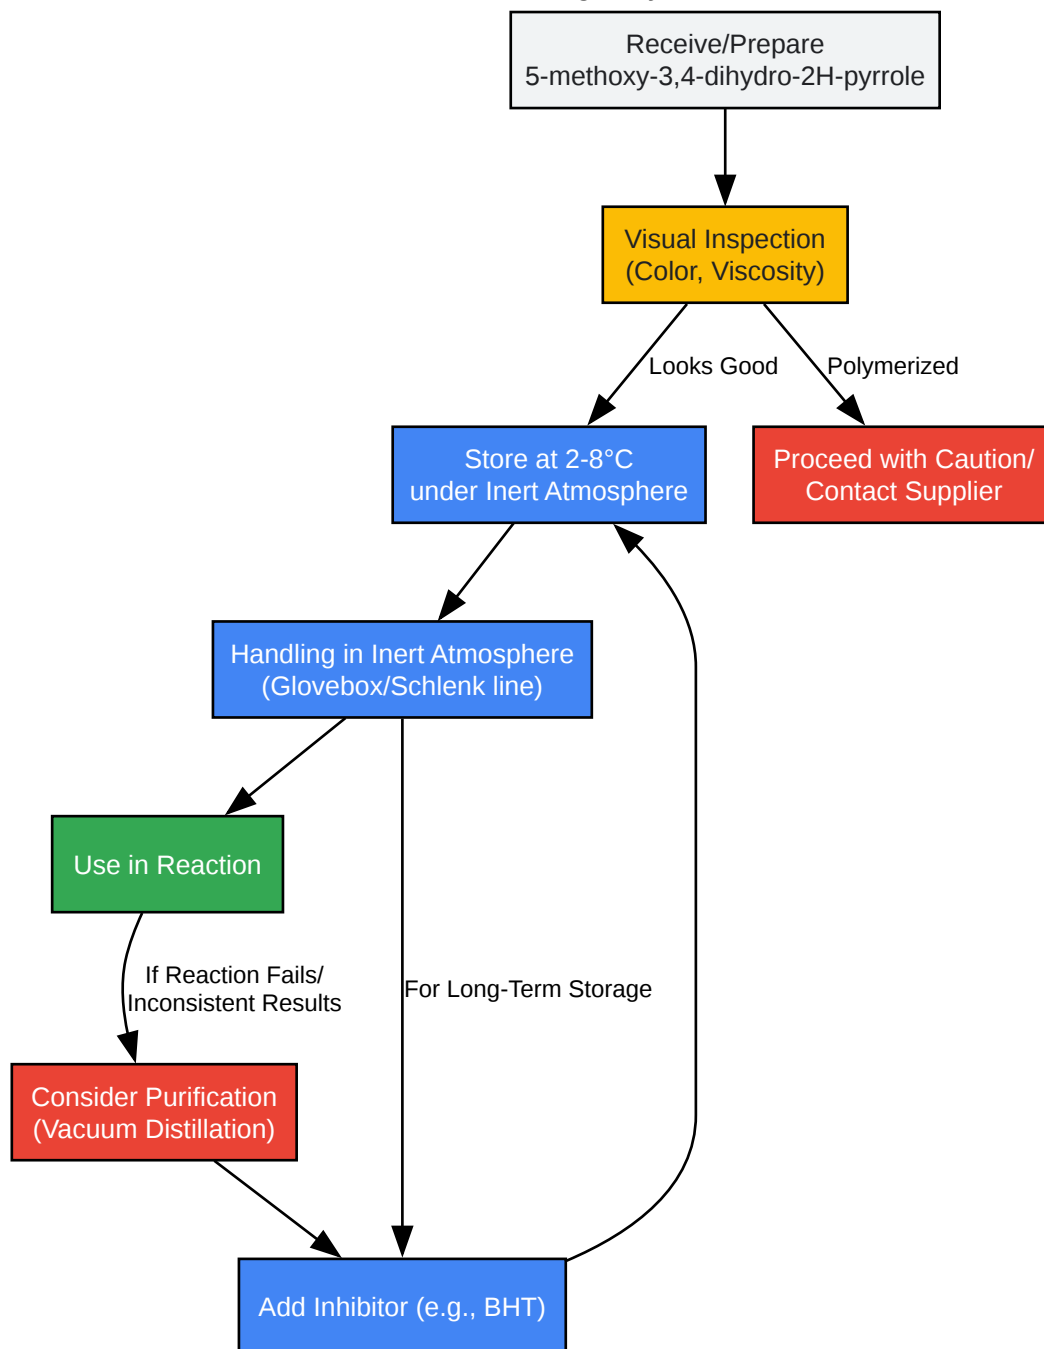 Receive/Prepare
5-methoxy-3,4-dihydro-2H-pyrrole
Visual Inspection
(Color, Viscosity)
Looks Good
Polymerized
Store at 2-8°C
under Inert Atmosphere
Proceed with Caution/
Contact Supplier
Handling in Inert Atmosphere
(Glovebox/Schlenk line)
Use in Reaction
If Reaction Fails/
Inconsistent Results
For Long-Term Storage
Consider Purification
(Vacuum Distillation)
Add Inhibitor (e.g., BHT)